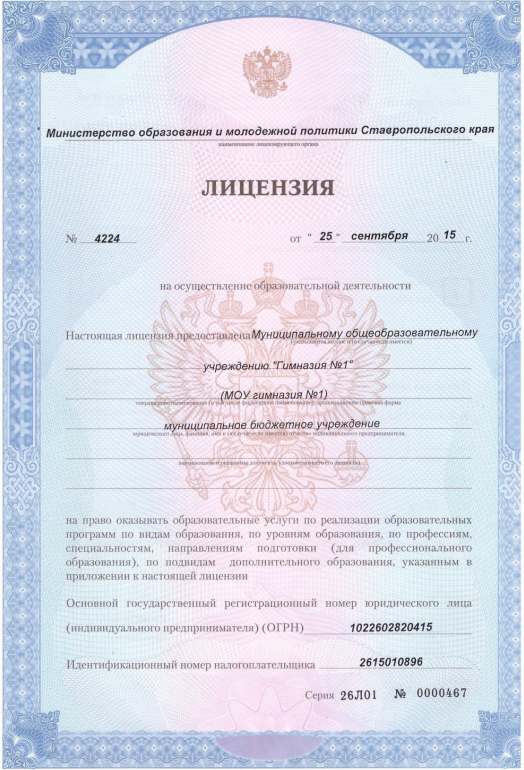 Министерство образования и молодежной политики Ставропольского края
наименование лицензирующего органа
ЛИЦЕНЗИЯ
№ 4224 от " 25 " сентября 20 15 г.
на осуществление образовательной деятельности
Настоящая лицензия предоставлена Муниципальному общеобразовательному
(указываются полное и (в случае если имеется)
учреждению "Гимназия №1"
(МОУ гимназия №1)
сокращенное наименование (в том числе фирменное наименование), организационно-правовая форма
муниципальное бюджетное учреждение
юридического лица, фамилия, имя и (в случае если имеется) отчество индивидуального предпринимателя,
наименование и реквизиты документа, удостоверяющего его личность)
на право оказывать образовательные услуги по реализации образовательных
программ по видам образования, по уровням образования, по профессиям,
специальностям, направлениям подготовки (для профессионального
образования), по подвидам дополнительного образования, указанным в
приложении к настоящей лицензии
Основной государственный регистрационный номер юридического лица
(индивидуального предпринимателя) (ОГРН) 1022602820415
Идентификационный номер налогоплательщика 2615010896
Серия 26Л01 № 0000467